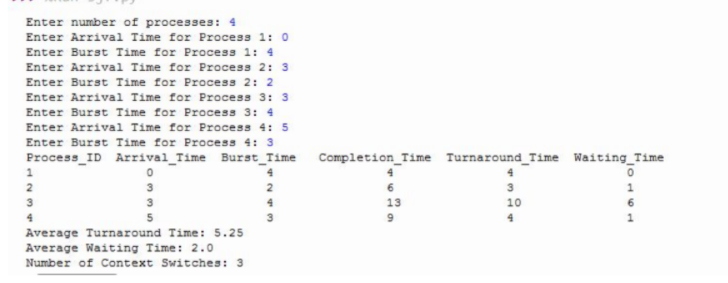 Enter number of processes: 4
Enter Arrival Time for Process 1: 0
Enter Burst Time for Process 1: 4
Enter Arrival Time for Process 2: 3
Enter Burst Time for Process 2: 2
Enter Arrival Time for Process 3: 3
Enter Burst Time for Process 3: 4
Enter Arrival Time for Process 4: 5
Enter Burst Time for Process 4: 3
Process_ID Arrival_Time Burst_Time Completion_Time Turnaround_Time Waiting_Time
1 0 4 4 4 0
2 3 2 6 3 1
3 3 4 13 10 6
4 5 3 9 4 1
Average Turnaround Time: 5.25
Average Waiting Time: 2.0
Number of Context Switches: 3